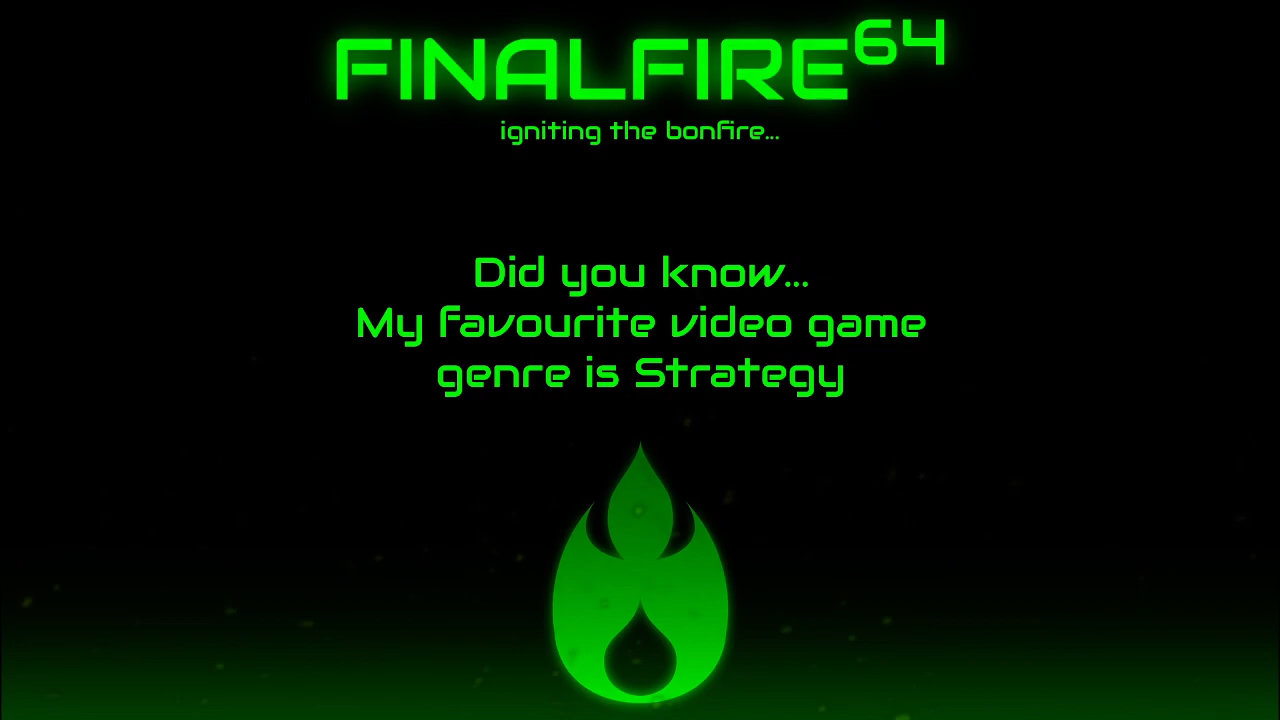 FINALFIRE64
igniting the bonfire...
Did you know...
My favourite video game
genre is Strategy